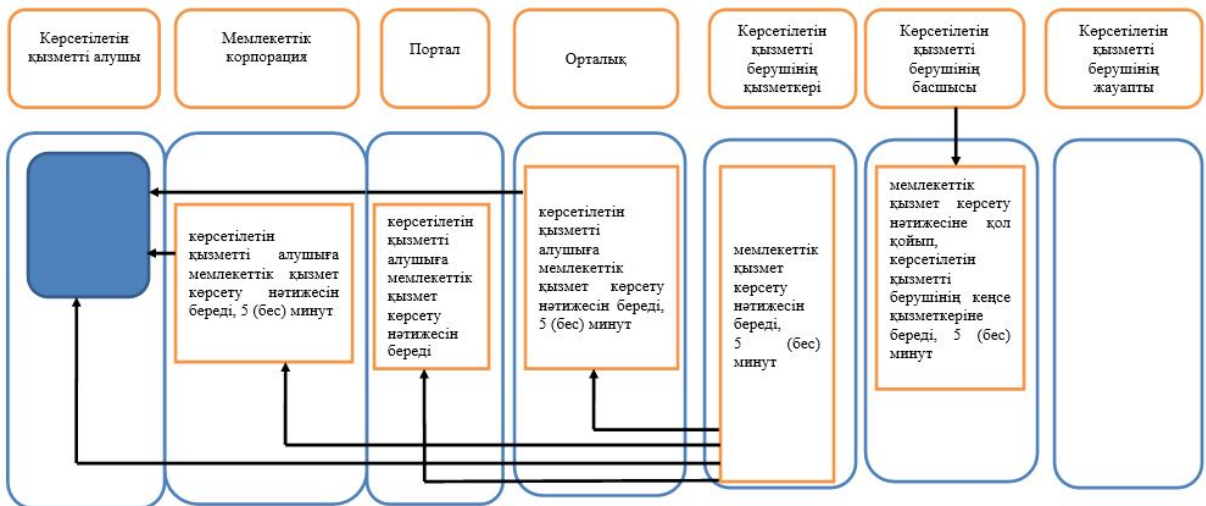 Көрсетілетін
қызметті алушы
Мемлекеттік
корпорация
Портал
Орталық
Көрсетілетін
қызметті
берушінің
қызметкері
Көрсетілетін
қызметті
берушінің
басшысы
Көрсетілетін
қызметті
берушінің
жауапты
көрсетілетін
қызметті алушыға
мемлекеттік қызмет
көрсету нәтижесін
береді, 5 (бес) минут
көрсетілетін
қызметті
алушыға
мемлекеттік
қызмет
көрсету
нәтижесін
береді
көрсетілетін
қызметті
алушыға
мемлекеттік
қызмет көрсету
нәтижесін береді,
5 (бес) минут
мемлекеттік
қызмет
көрсету
нәтижесін
береді,
5 (бес)
минут
мемлекеттік
қызмет көрсету
нәтижесіне қол
қойып,
көрсетілетін
қызметті
берушінің кеңсе
қызметкеріне
береді, 5 (бес)
минут